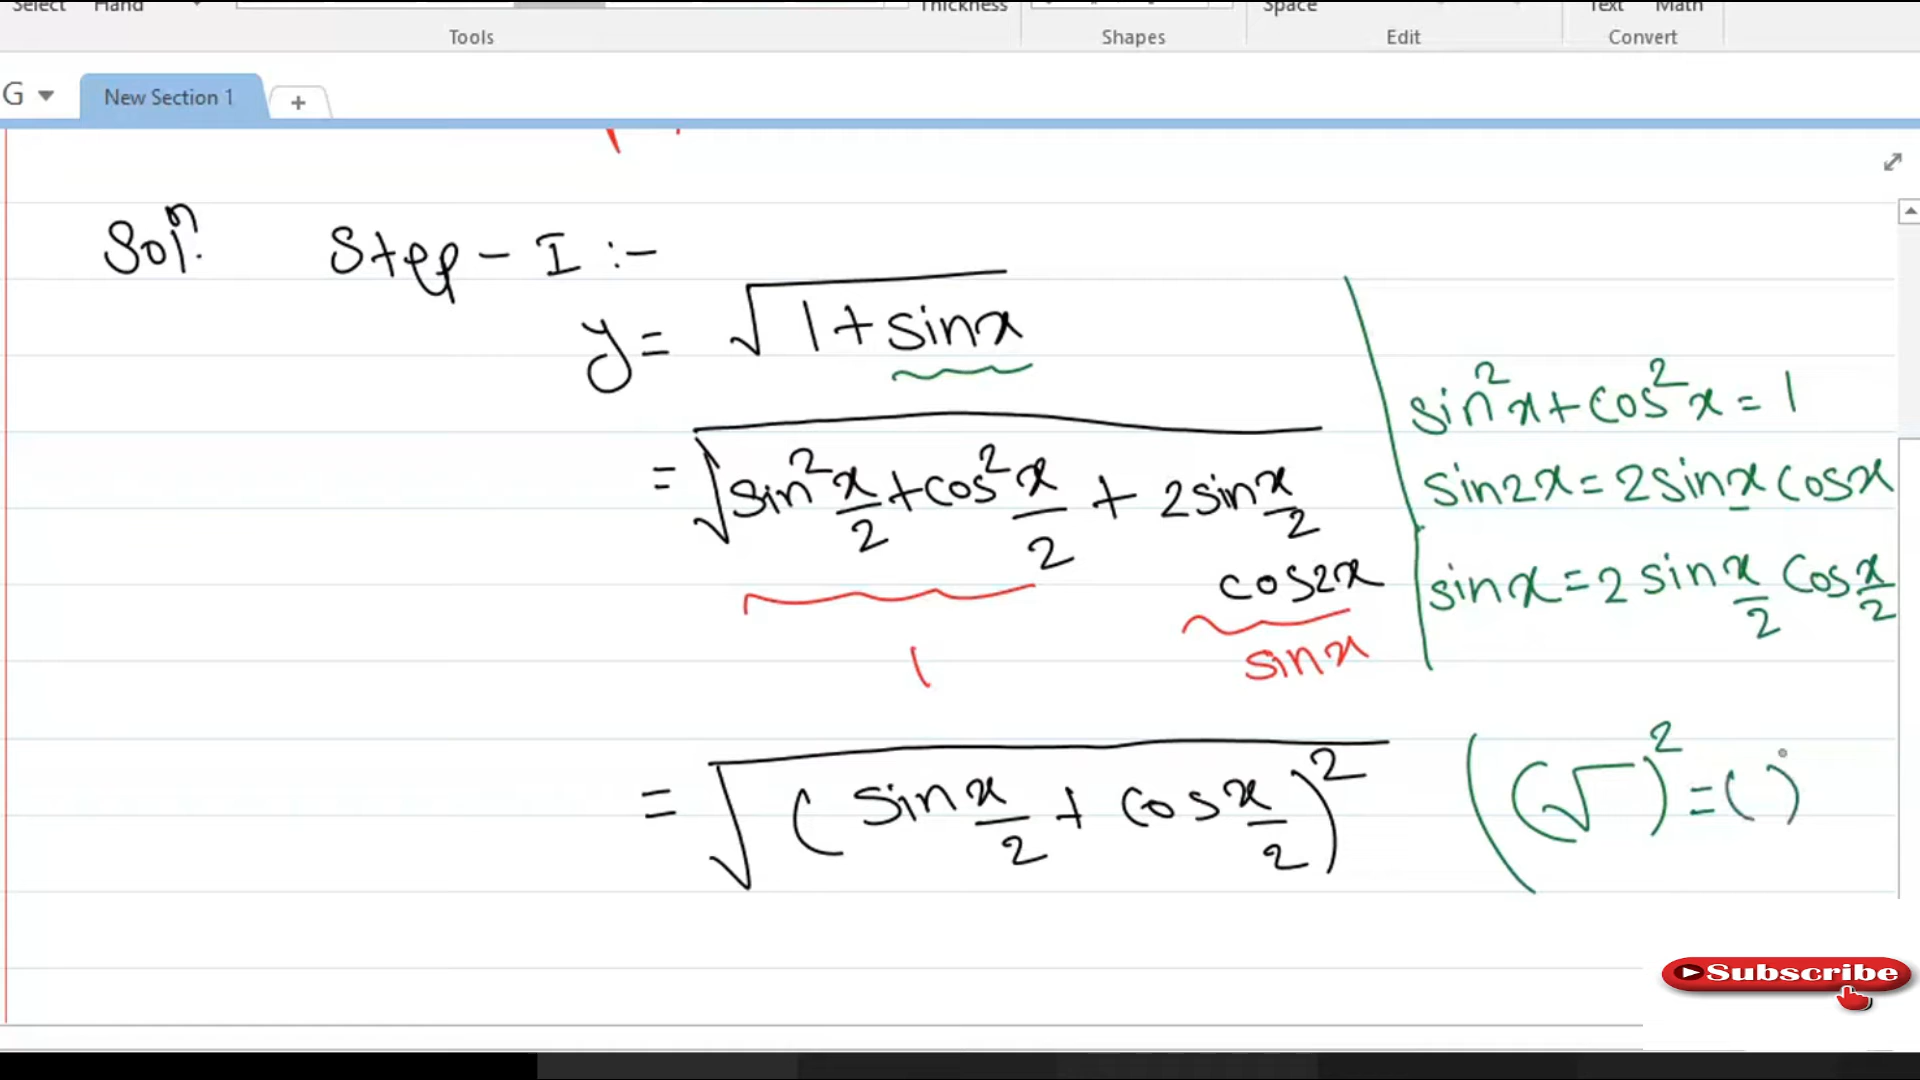 Select Hand Thickness Space Text Math
Tools Shapes Edit Convert
G New Section 1 +
Solⁿ. Step - I :-
y = √(1 + sinx)
= √(sin²x/2 + cos²x/2 + 2sinx/2
cos2x
1 sinx
= √(sinx/2 + cosx/2)²
sin²x + cos²x = 1
sin2x = 2sinx cosx
sinx = 2sinx/2 cosx/2
((√ )² = ( )
Subscribe